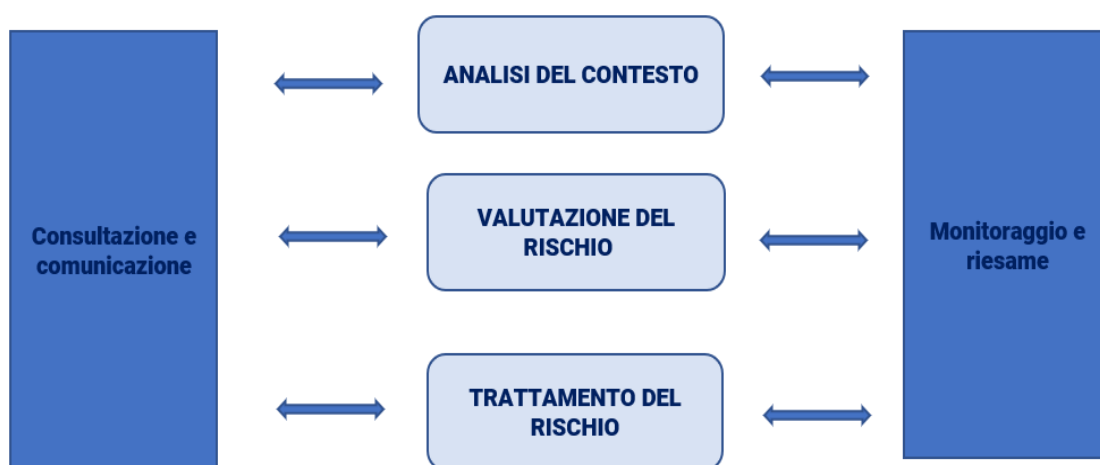 ANALISI DEL CONTESTO
Consultazione e
comunicazione
VALUTAZIONE DEL
RISCHIO
Monitoraggio e
riesame
TRATTAMENTO DEL
RISCHIO